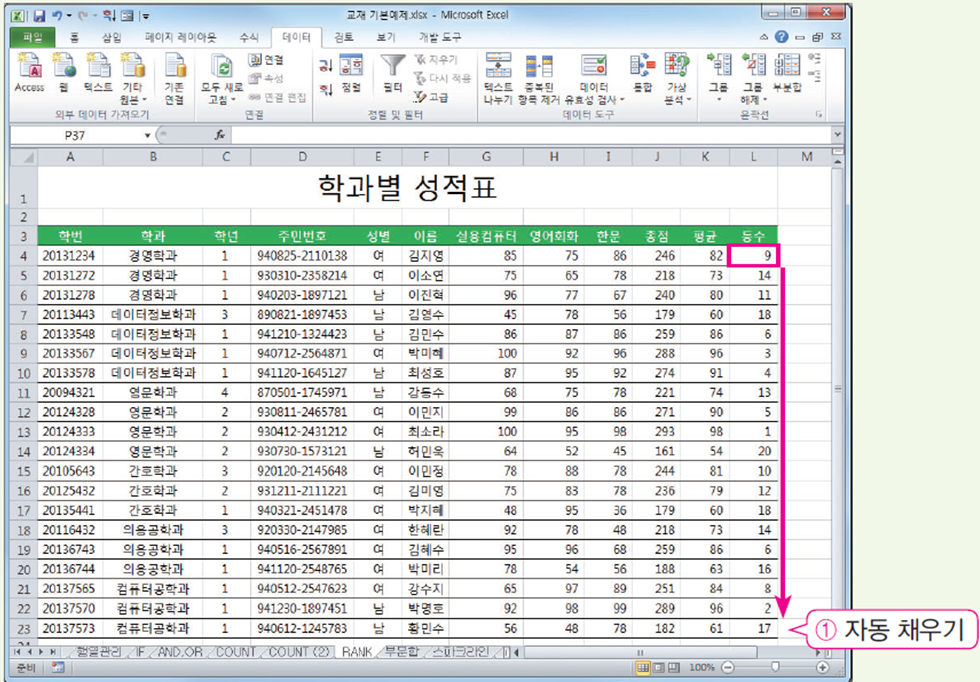 교재 기본예제.xlsx - Microsoft Excel
파일 홈 삽입 페이지 레이아웃 수식 데이터 검토 보기 개발 도구
Access 웹 텍스트 기타 원본 기존 연결
모두 새로 고침 연결 속성 연결 편집
정렬 필터 지우기 다시 적용 고급
텍스트 나누기 중복된 항목 제거 데이터 유효성 검사 통합 가상 분석
그룹 그룹 해제 부분합
외부 데이터 가져오기 연결 정렬 및 필터 데이터 도구 윤곽선
P37 fx
A B C D E F G H I J K L M
1 학과별 성적표
2
3 학번 학과 학년 주민번호 성별 이름 실용컴퓨터 영어회화 한문 총점 평균 등수
4 20131234 경영학과 1 940825-2110138 여 김지영 85 75 86 246 82 9
5 20131272 경영학과 1 930310-2358214 여 이소연 75 65 78 218 73 14
6 20131278 경영학과 1 940203-1897121 남 이진혁 96 77 67 240 80 11
7 20113443 데이터정보학과 3 890821-1897453 남 김영수 45 78 56 179 60 18
8 20133548 데이터정보학과 1 941210-1324423 남 김민수 86 87 86 259 86 6
9 20133567 데이터정보학과 1 940712-2564871 여 박미혜 100 92 96 288 96 3
10 20133578 데이터정보학과 1 941120-1645127 남 최성호 87 95 92 274 91 4
11 20094321 영문학과 4 870501-1745971 남 강동수 68 75 78 221 74 13
12 20124328 영문학과 2 930811-2465781 여 이민지 99 86 86 271 90 5
13 20124333 영문학과 2 930412-2431212 여 최소라 100 95 98 293 98 1
14 20124334 영문학과 2 930730-1573121 남 허민욱 64 52 45 161 54 20
15 20105643 간호학과 3 920120-2145648 여 이민정 78 88 78 244 81 10
16 20125432 간호학과 2 931211-2111221 여 김미영 75 83 78 236 79 12
17 20135441 간호학과 1 940321-2451478 여 박지혜 48 95 36 179 60 18
18 20116432 의용공학과 3 920330-2147985 여 한혜란 92 78 48 218 73 14
19 20136743 의용공학과 1 940516-2567891 여 김혜수 95 96 68 259 86 6
20 20136744 의용공학과 1 941120-2548765 여 박미리 78 54 56 188 63 16
21 20137565 컴퓨터공학과 1 940512-2547623 여 강수지 65 97 89 251 84 8
22 20137570 컴퓨터공학과 1 941230-1897451 남 박명호 92 98 99 289 96 2
23 20137573 컴퓨터공학과 1 940612-1245783 남 황민수 56 48 78 182 61 17
① 자동 채우기
행열관리 IF AND,OR COUNT COUNT (2) RANK 부분합 스파크라인
준비 100%